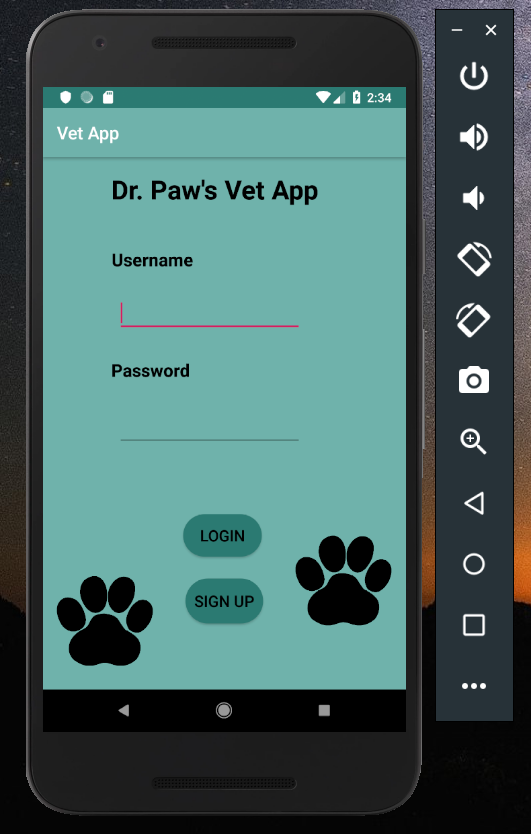 2:34
Vet App
Dr. Paw's Vet App
Username
Password
LOGIN
SIGN UP